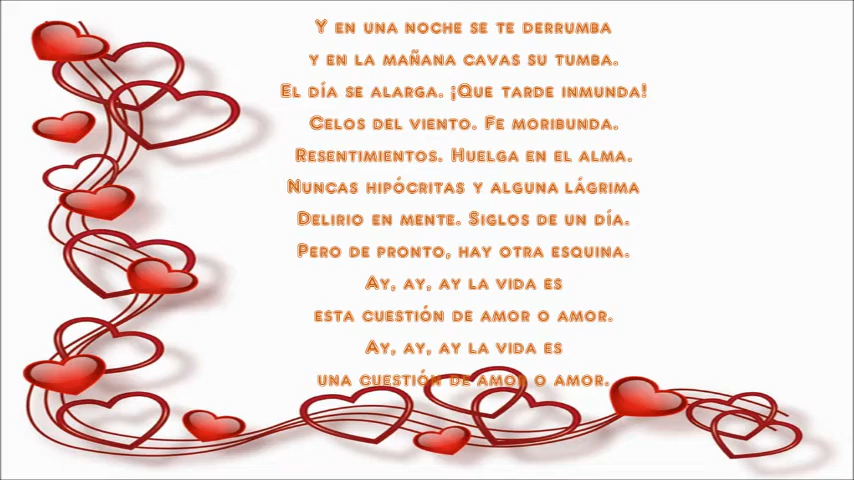 Y en una noche se te derrumba
y en la mañana cavas su tumba.
El día se alarga. ¡Que tarde inmunda!
Celos del viento. Fe moribunda.
Resentimientos. Huelga en el alma.
Nuncas hipócritas y alguna lágrima
Delirio en mente. Siglos de un día.
Pero de pronto, hay otra esquina.
Ay, ay, ay la vida es
esta cuestión de amor o amor.
Ay, ay, ay la vida es
una cuestión de amor o amor.